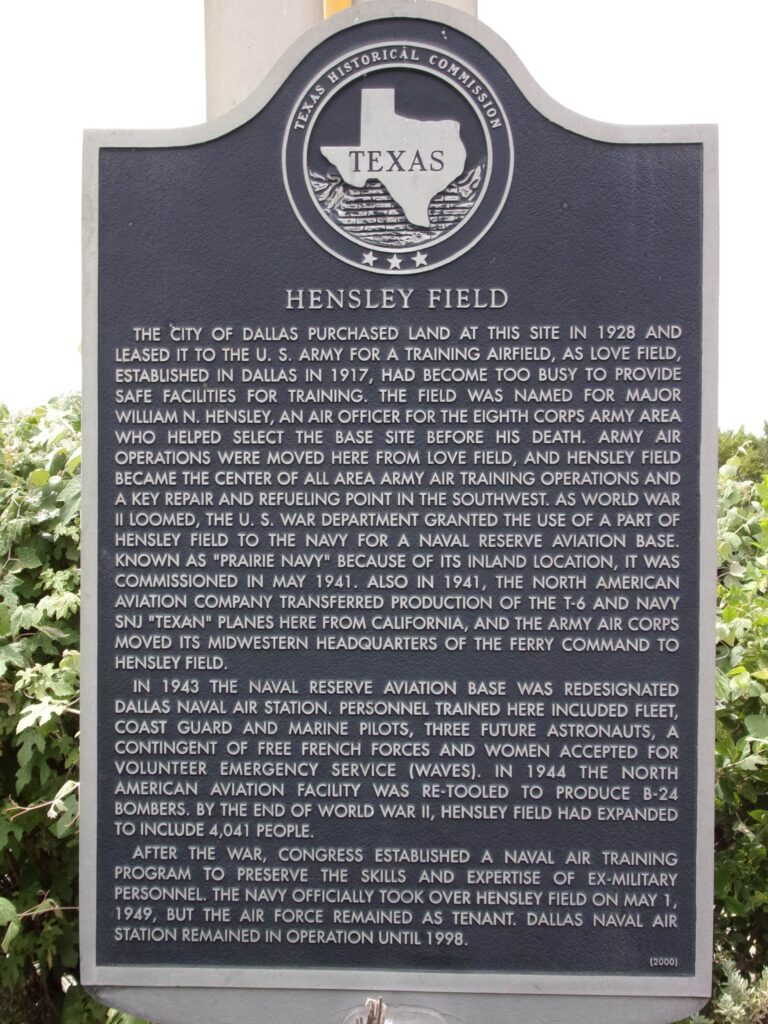 TEXAS HISTORICAL COMMISSION
TEXAS
HENSLEY FIELD
THE CITY OF DALLAS PURCHASED LAND AT THIS SITE IN 1928 AND
LEASED IT TO THE U. S. ARMY FOR A TRAINING AIRFIELD, AS LOVE FIELD,
ESTABLISHED IN DALLAS IN 1917, HAD BECOME TOO BUSY TO PROVIDE
SAFE FACILITIES FOR TRAINING. THE FIELD WAS NAMED FOR MAJOR
WILLIAM N. HENSLEY, AN AIR OFFICER FOR THE EIGHTH CORPS ARMY AREA
WHO HELPED SELECT THE BASE SITE BEFORE HIS DEATH. ARMY AIR
OPERATIONS WERE MOVED HERE FROM LOVE FIELD, AND HENSLEY FIELD
BECAME THE CENTER OF ALL AREA ARMY AIR TRAINING OPERATIONS AND
A KEY REPAIR AND REFUELING POINT IN THE SOUTHWEST. AS WORLD WAR
II LOOMED, THE U. S. WAR DEPARTMENT GRANTED THE USE OF A PART OF
HENSLEY FIELD TO THE NAVY FOR A NAVAL RESERVE AVIATION BASE.
KNOWN AS "PRAIRIE NAVY" BECAUSE OF ITS INLAND LOCATION, IT WAS
COMMISSIONED IN MAY 1941. ALSO IN 1941, THE NORTH AMERICAN
AVIATION COMPANY TRANSFERRED PRODUCTION OF THE T-6 AND NAVY
SNJ "TEXAN" PLANES HERE FROM CALIFORNIA, AND THE ARMY AIR CORPS
MOVED ITS MIDWESTERN HEADQUARTERS OF THE FERRY COMMAND TO
HENSLEY FIELD.
IN 1943 THE NAVAL RESERVE AVIATION BASE WAS REDESIGNATED
DALLAS NAVAL AIR STATION. PERSONNEL TRAINED HERE INCLUDED FLEET,
COAST GUARD AND MARINE PILOTS, THREE FUTURE ASTRONAUTS, A
CONTINGENT OF FREE FRENCH FORCES AND WOMEN ACCEPTED FOR
VOLUNTEER EMERGENCY SERVICE (WAVES). IN 1944 THE NORTH
AMERICAN AVIATION FACILITY WAS RE-TOOLED TO PRODUCE B-24
BOMBERS. BY THE END OF WORLD WAR II, HENSLEY FIELD HAD EXPANDED
TO INCLUDE 4,041 PEOPLE.
AFTER THE WAR, CONGRESS ESTABLISHED A NAVAL AIR TRAINING
PROGRAM TO PRESERVE THE SKILLS AND EXPERTISE OF EX-MILITARY
PERSONNEL. THE NAVY OFFICIALLY TOOK OVER HENSLEY FIELD ON MAY 1,
1949, BUT THE AIR FORCE REMAINED AS TENANT. DALLAS NAVAL AIR
STATION REMAINED IN OPERATION UNTIL 1998.
(2000)